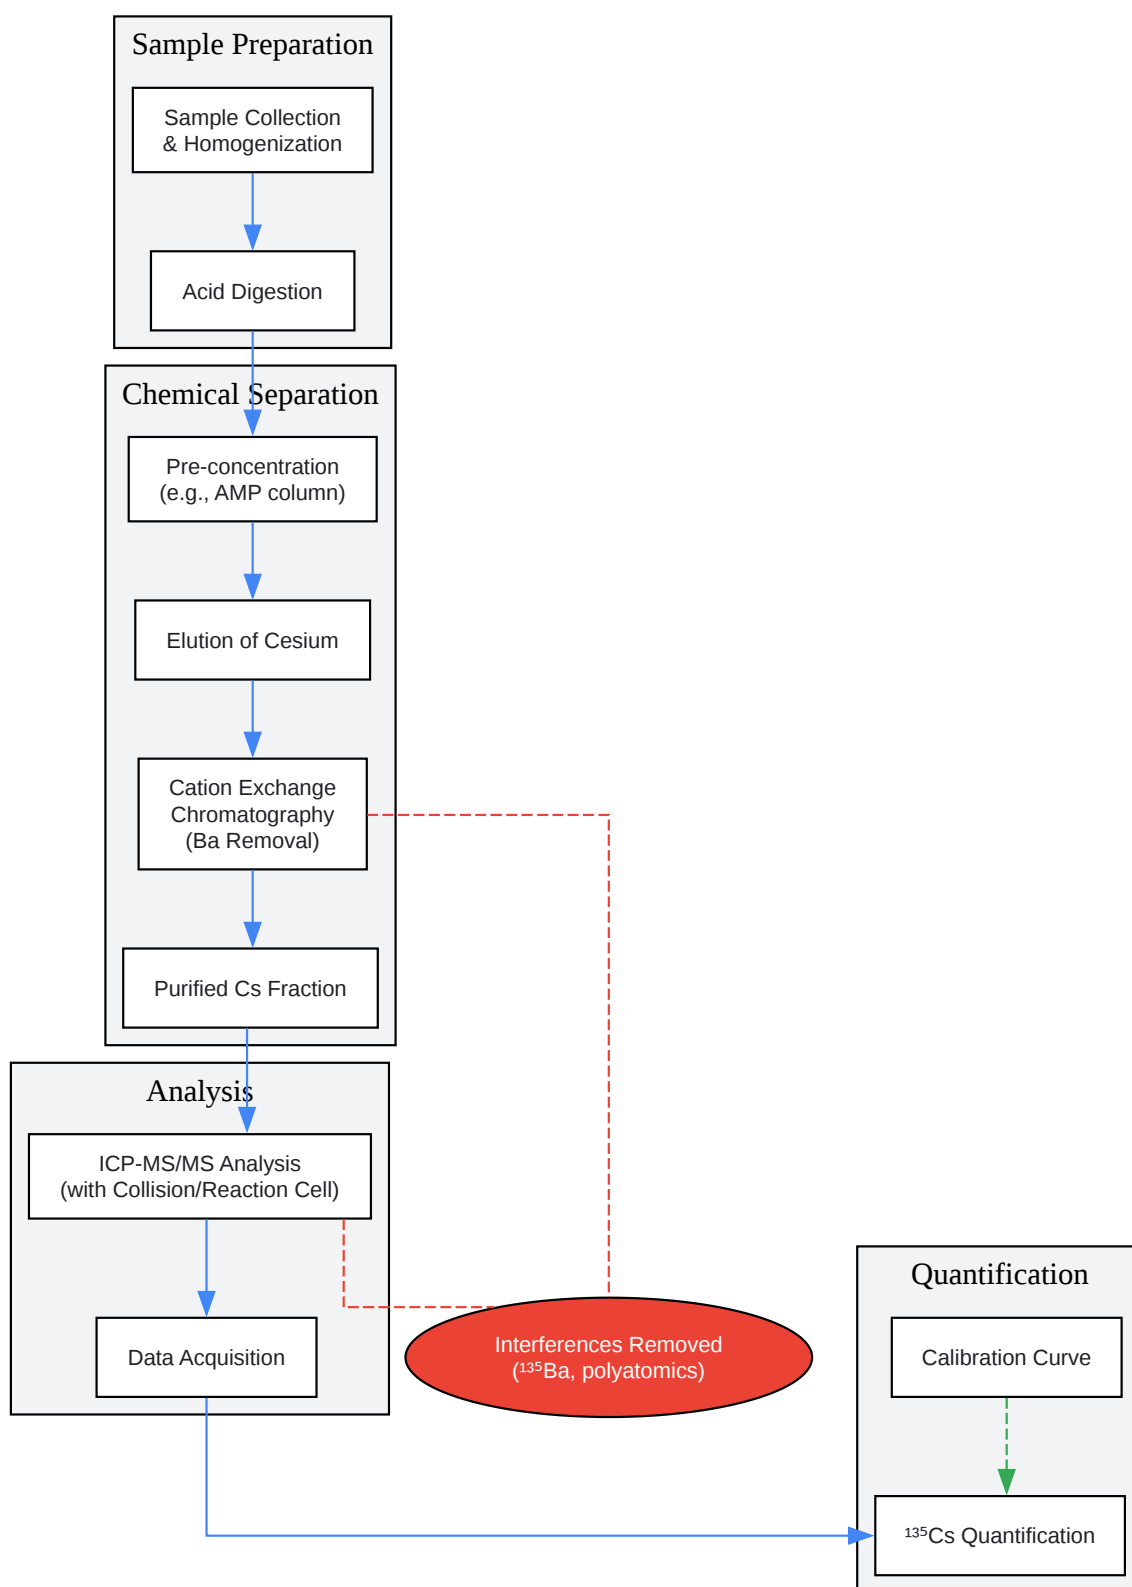 Sample Preparation
Sample Collection
& Homogenization
Acid Digestion
Chemical Separation
Pre-concentration
(e.g., AMP column)
Elution of Cesium
Cation Exchange
Chromatography
(Ba Removal)
Purified Cs Fraction
Analysis
ICP-MS/MS Analysis
(with Collision/Reaction Cell)
Data Acquisition
Interferences Removed
(¹³⁵Ba, polyatomics)
Quantification
Calibration Curve
¹³⁵Cs Quantification